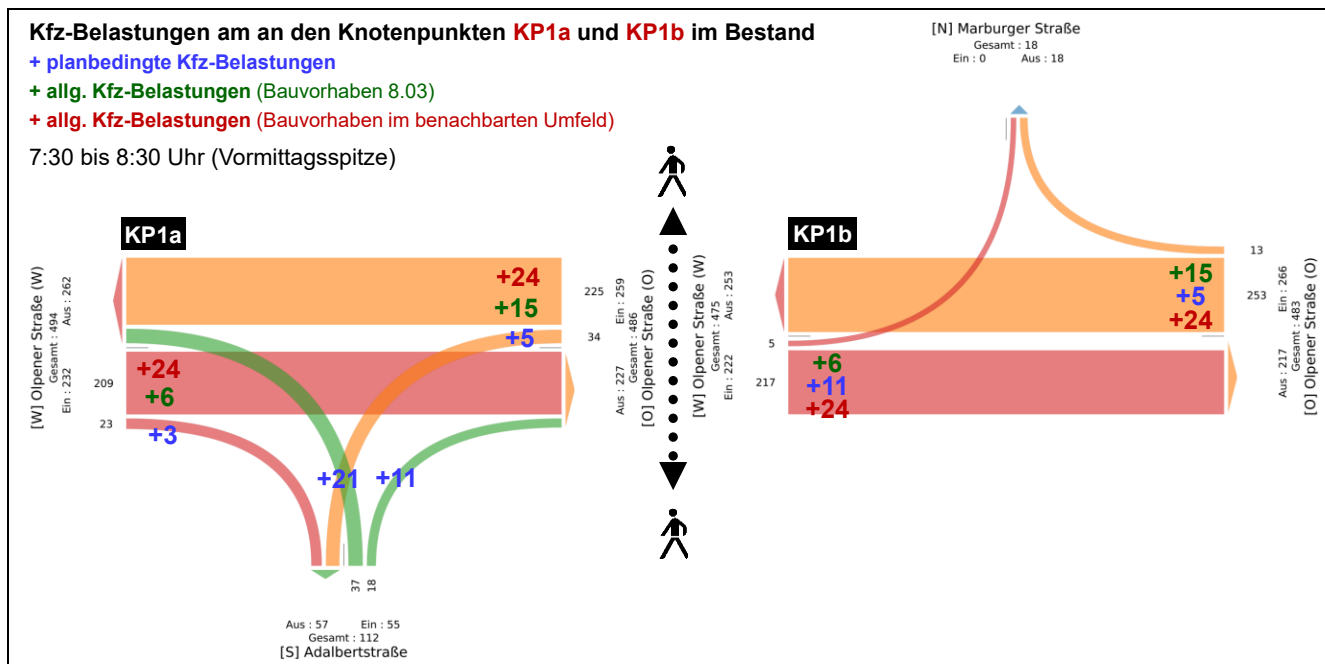 Kfz-Belastungen am an den Knotenpunkten KP1a und KP1b im Bestand
+ planbedingte Kfz-Belastungen
+ allg. Kfz-Belastungen (Bauvorhaben 8.03)
+ allg. Kfz-Belastungen (Bauvorhaben im benachbarten Umfeld)
7:30 bis 8:30 Uhr (Vormittagsspitze)
[N] Marburger Straße
Gesamt : 18
Ein : 0 Aus : 18
KP1a
[W] Olpener Straße (W)
Gesamt : 494
Ein : 232 Aus : 262
209
23
+24
+15
+5
+24
+6
+3
+21
+11
225
34
Aus : 227 Ein : 259
Gesamt : 486
[O] Olpener Straße (O)
37
18
Aus : 57 Ein : 55
Gesamt : 112
[S] Adalbertstraße
KP1b
[W] Olpener Straße (W)
Gesamt : 475
Ein : 222 Aus : 253
5
217
+15
+5
+24
+6
+11
+24
13
253
Aus : 217 Ein : 266
Gesamt : 483
[O] Olpener Straße (O)